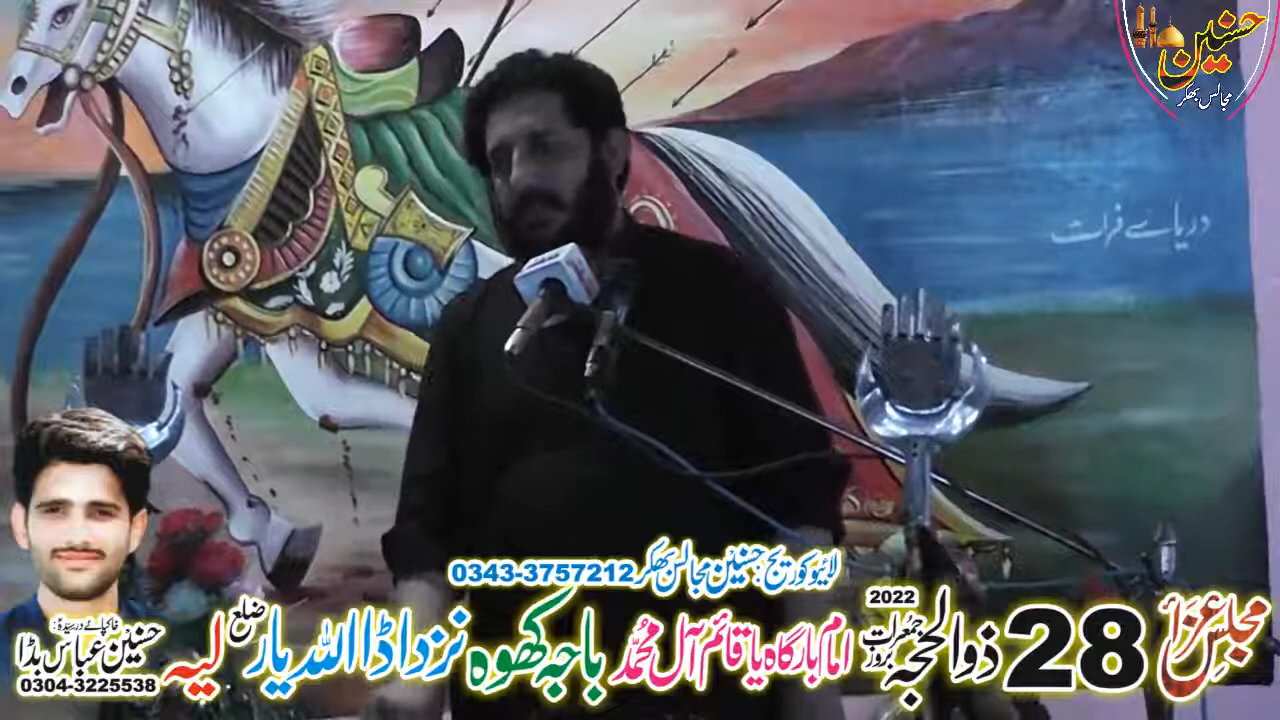 حسنین
مجالس بھکر
دریائے فرات
لائیو کوریج : حسنین مجالس بھکر 0343-3757212
مجلسِ عزاء 28 ذوالحجہ 2022 بروز جمعرات امام بارگاہ یا قائم آل محمدؐ باجہ کھوہ نزد اڈا اللہ یار ضلع لیہ
خاکپائے در سیدہؑ :
حسنین عباس بڈا
0304-3225538